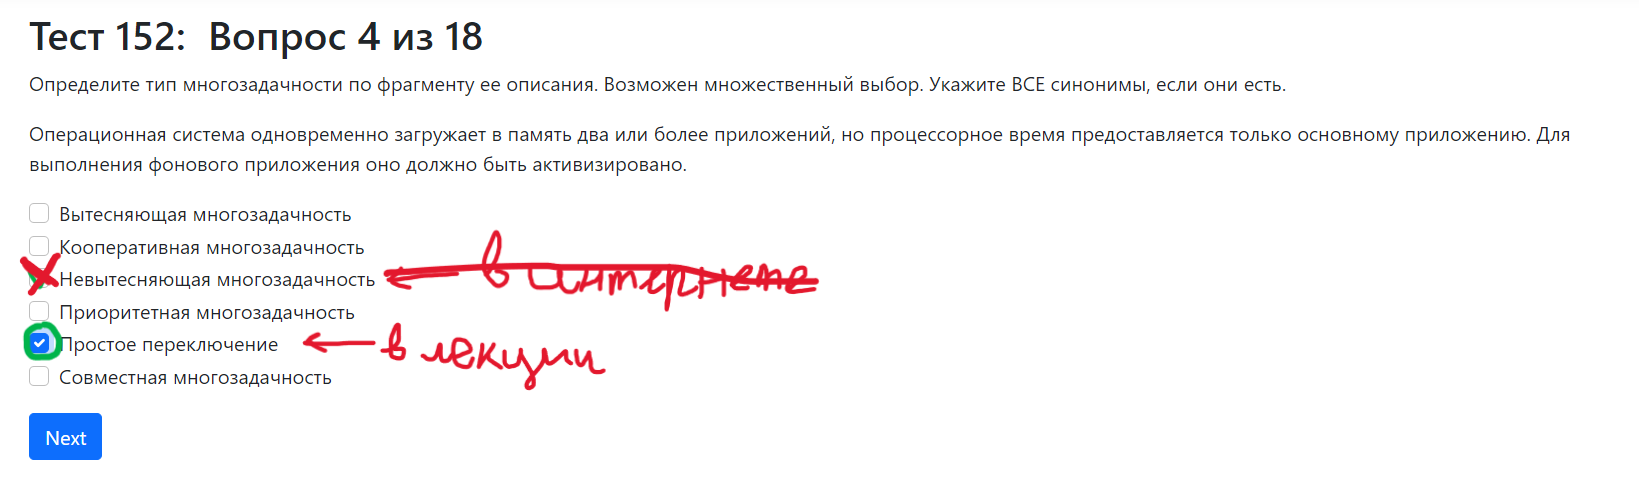 Тест 152: Вопрос 4 из 18
Определите тип многозадачности по фрагменту ее описания. Возможен множественный выбор. Укажите ВСЕ синонимы, если они есть.
Операционная система одновременно загружает в память два или более приложений, но процессорное время предоставляется только основному приложению. Для
выполнения фонового приложения оно должно быть активизировано.
Вытесняющая многозадачность
Кооперативная многозадачность
Невытесняющая многозадачность в интернете
Приоритетная многозадачность
Простое переключение в лекции
Совместная многозадачность
Next